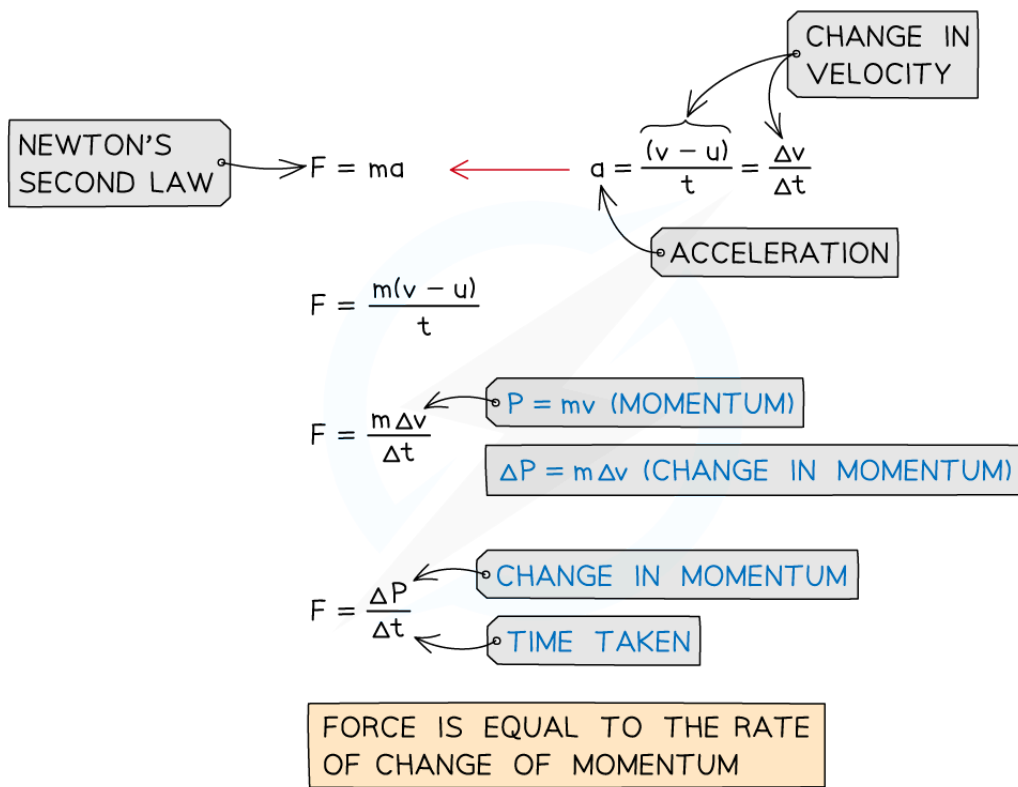 CHANGE IN
VELOCITY
NEWTON'S
SECOND LAW
F = ma
a = (v − u)/t = Δv/Δt
ACCELERATION
F = m(v − u)/t
F = mΔv/Δt
P = mv (MOMENTUM)
ΔP = mΔv (CHANGE IN MOMENTUM)
F = ΔP/Δt
CHANGE IN MOMENTUM
TIME TAKEN
FORCE IS EQUAL TO THE RATE
OF CHANGE OF MOMENTUM